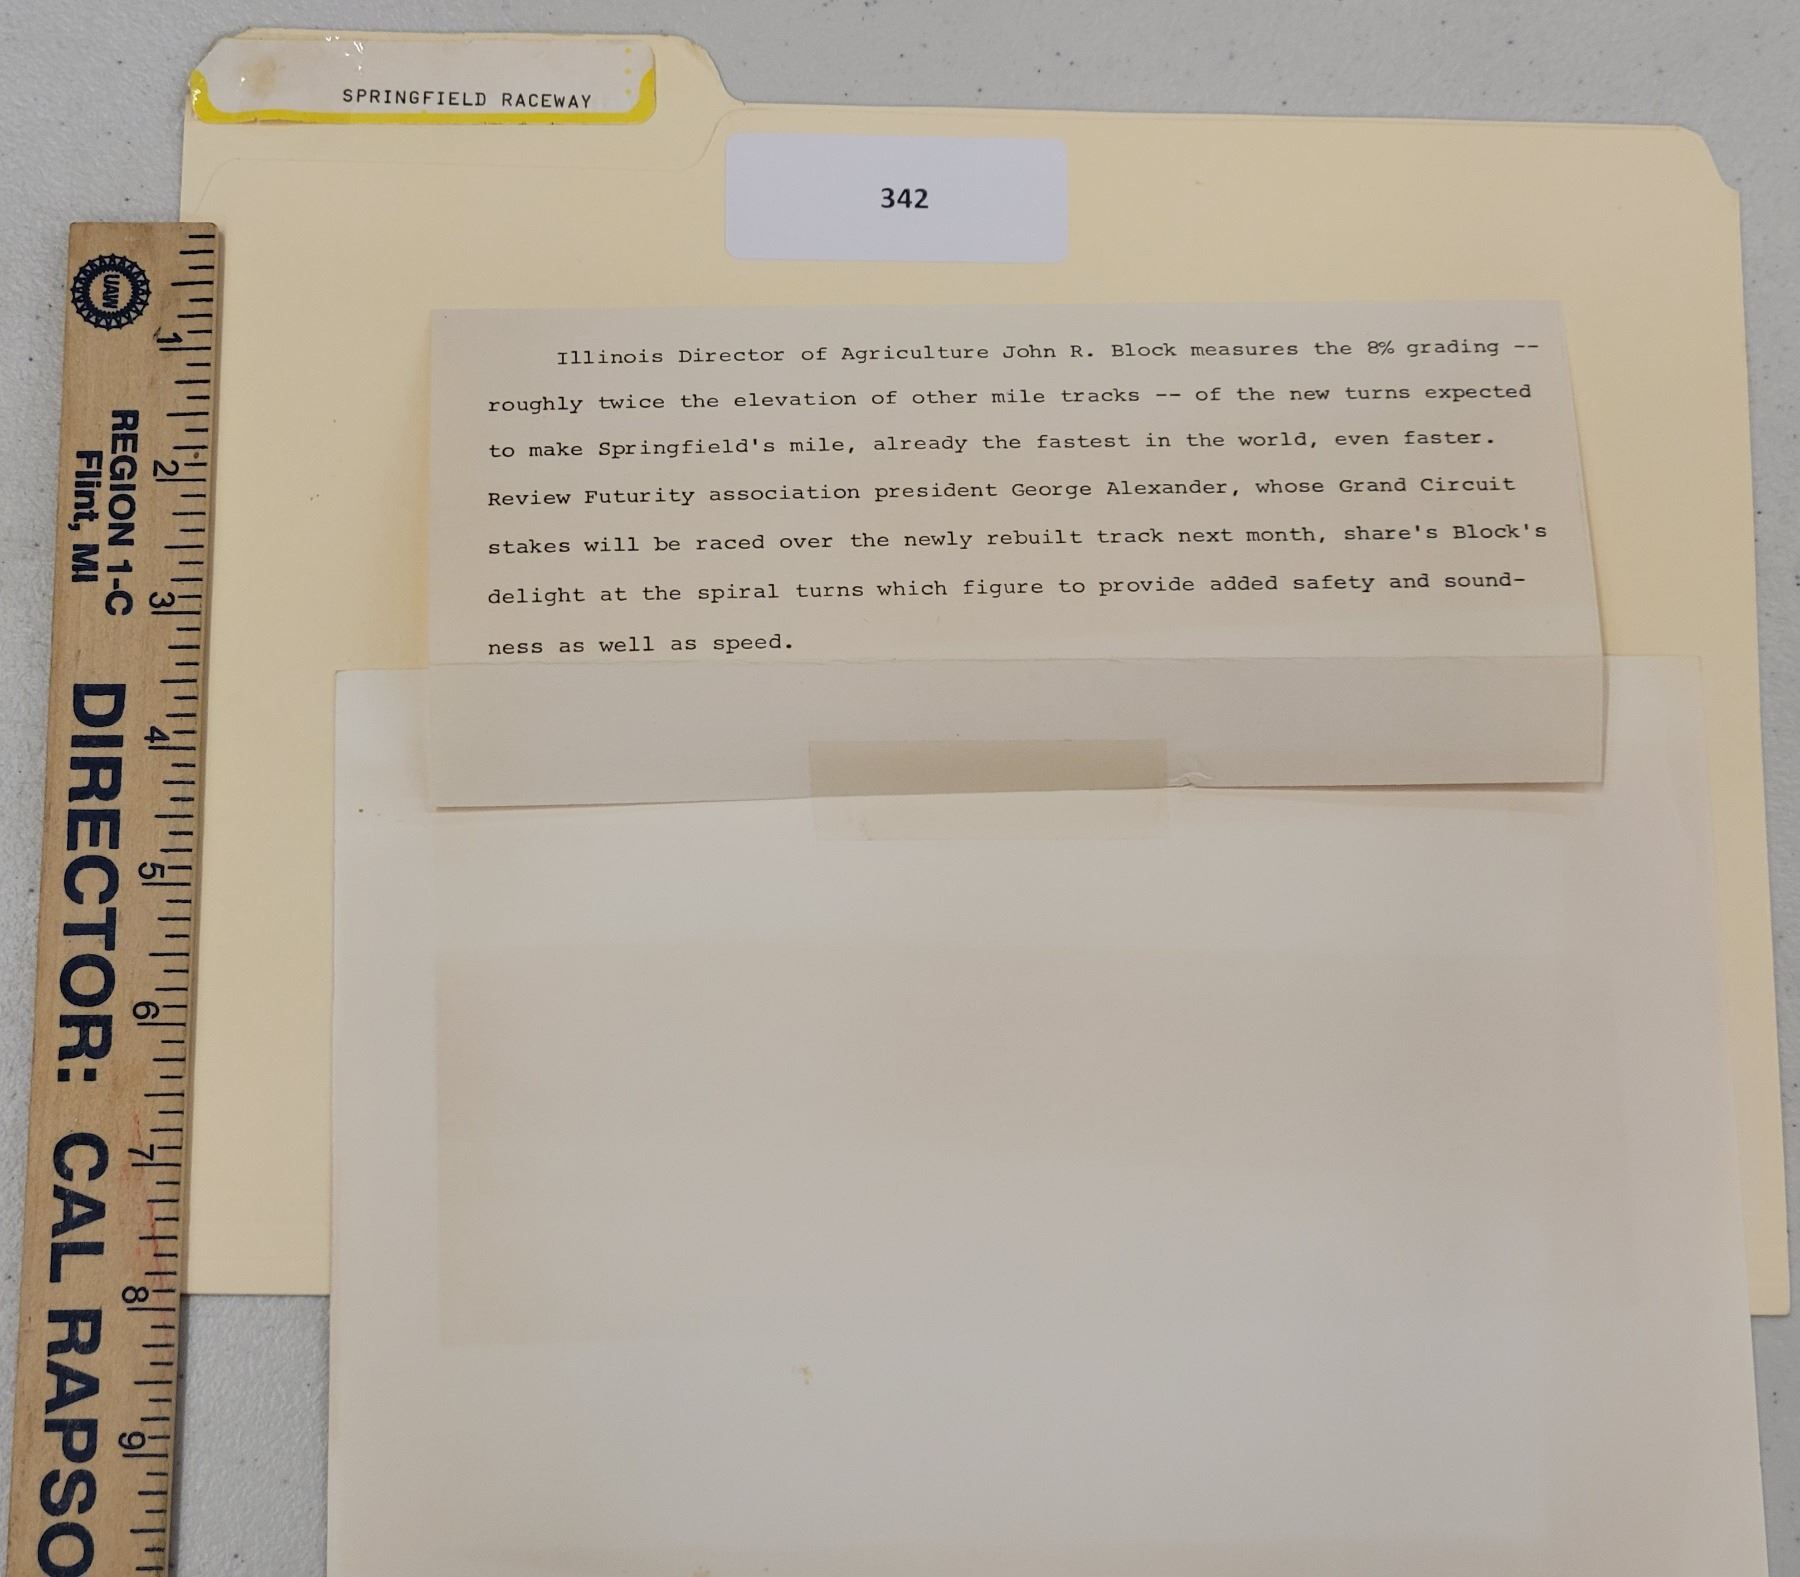 SPRINGFIELD RACEWAY
342
Illinois Director of Agriculture John R. Block measures the 8% grading --
roughly twice the elevation of other mile tracks -- of the new turns expected
to make Springfield's mile, already the fastest in the world, even faster.
Review Futurity association president George Alexander, whose Grand Circuit
stakes will be raced over the newly rebuilt track next month, share's Block's
delight at the spiral turns which figure to provide added safety and sound-
ness as well as speed.
UAW
REGION 1-C
Flint, MI
DIRECTOR: CAL RAPSO
1
2
3
4
5
6
7
8
9